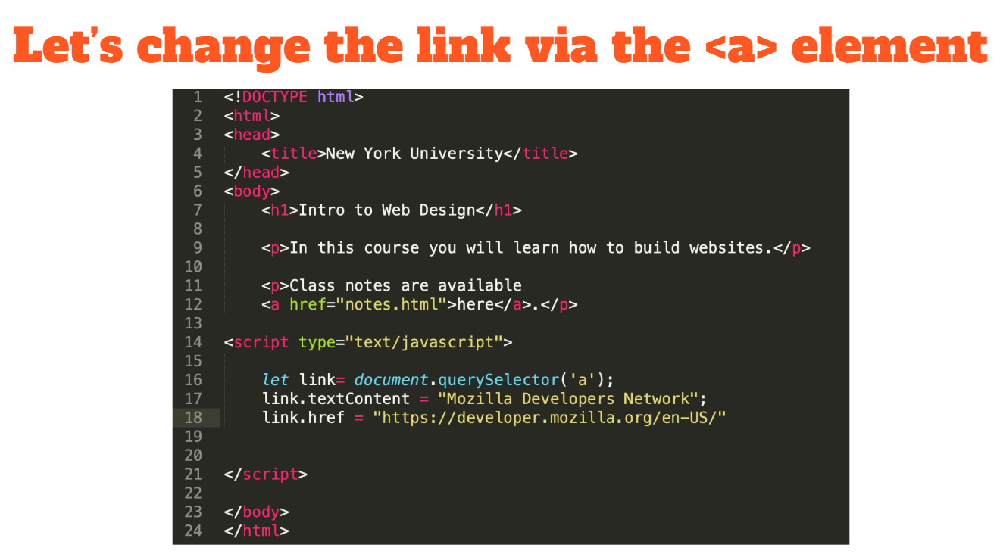 Let's change the link via the <a> element
1 <!DOCTYPE html>
2 <html>
3 <head>
4     <title>New York University</title>
5 </head>
6 <body>
7     <h1>Intro to Web Design</h1>
8
9     <p>In this course you will learn how to build websites.</p>
10
11     <p>Class notes are available
12     <a href="notes.html">here</a>.</p>
13
14 <script type="text/javascript">
15
16     let link= document.querySelector('a');
17     link.textContent = "Mozilla Developers Network";
18     link.href = "https://developer.mozilla.org/en-US/"
19
20
21 </script>
22
23 </body>
24 </html>